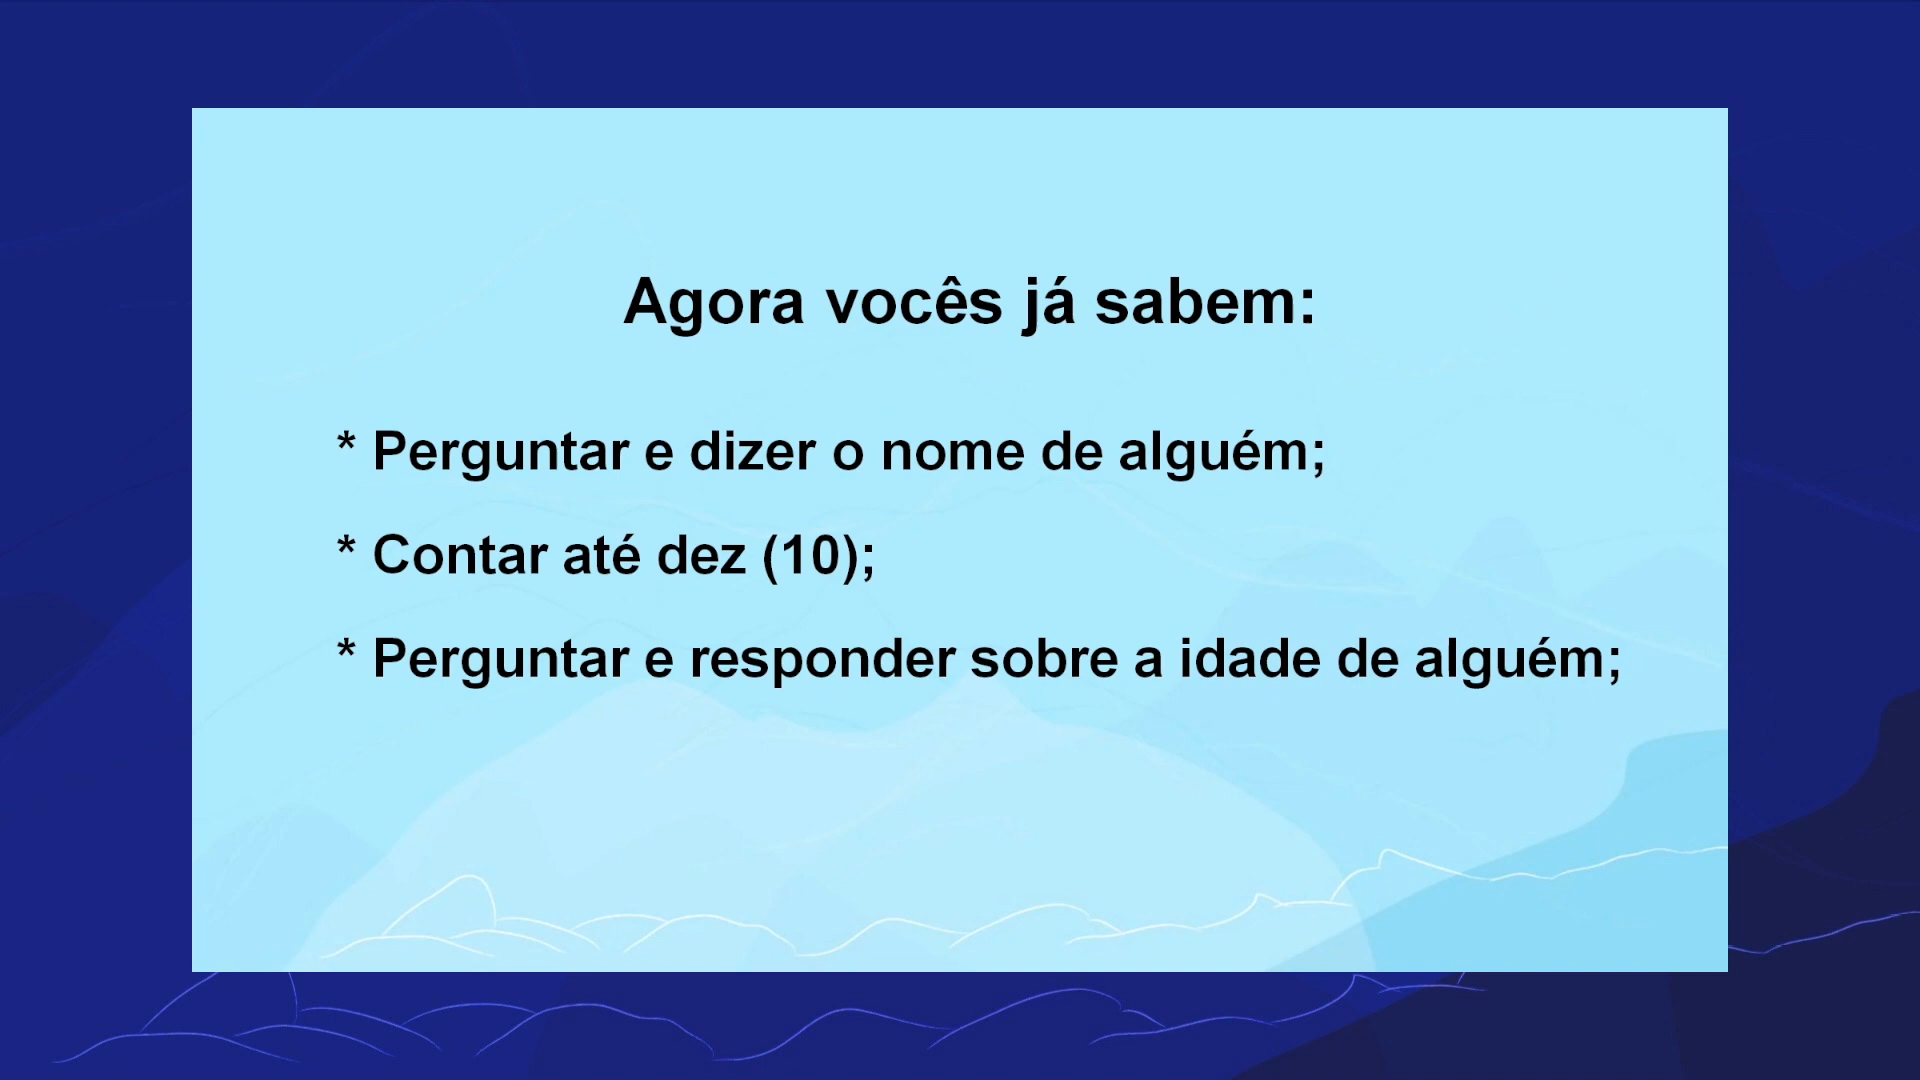 Agora vocês já sabem:
* Perguntar e dizer o nome de alguém;
* Contar até dez (10);
* Perguntar e responder sobre a idade de alguém;